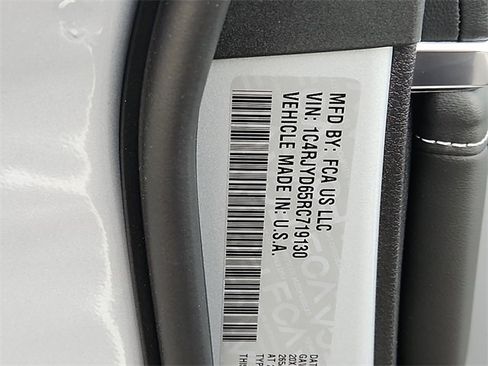 MFD BY: FCA US LLC
VIN: 1C4RJYD65RC719130
VEHICLE MADE IN: U.S.A.